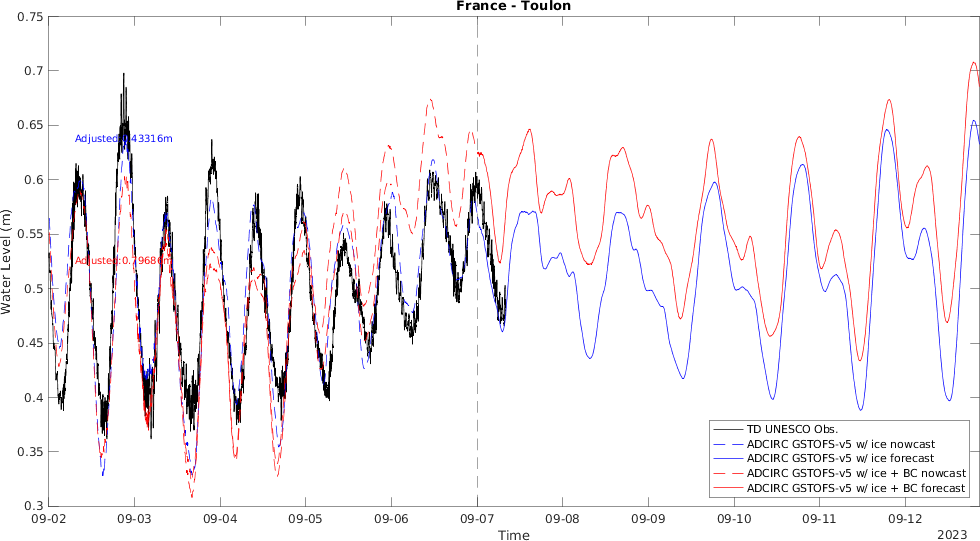 France - Toulon
0.75
0.7
0.65
0.6
0.55
0.5
0.45
0.4
0.35
0.3
Water Level (m)
Adjusted:0.43316m
TD UNESCO Obs.
ADCIRC GSTOFS-v5 w/ ice nowcast
ADCIRC GSTOFS-v5 w/ ice forecast
ADCIRC GSTOFS-v5 w/ ice + BC nowcast
ADCIRC GSTOFS-v5 w/ ice + BC forecast
09-02 09-03 09-04 09-05 09-06 09-07 09-08 09-09 09-10 09-11 09-12
Time
2023